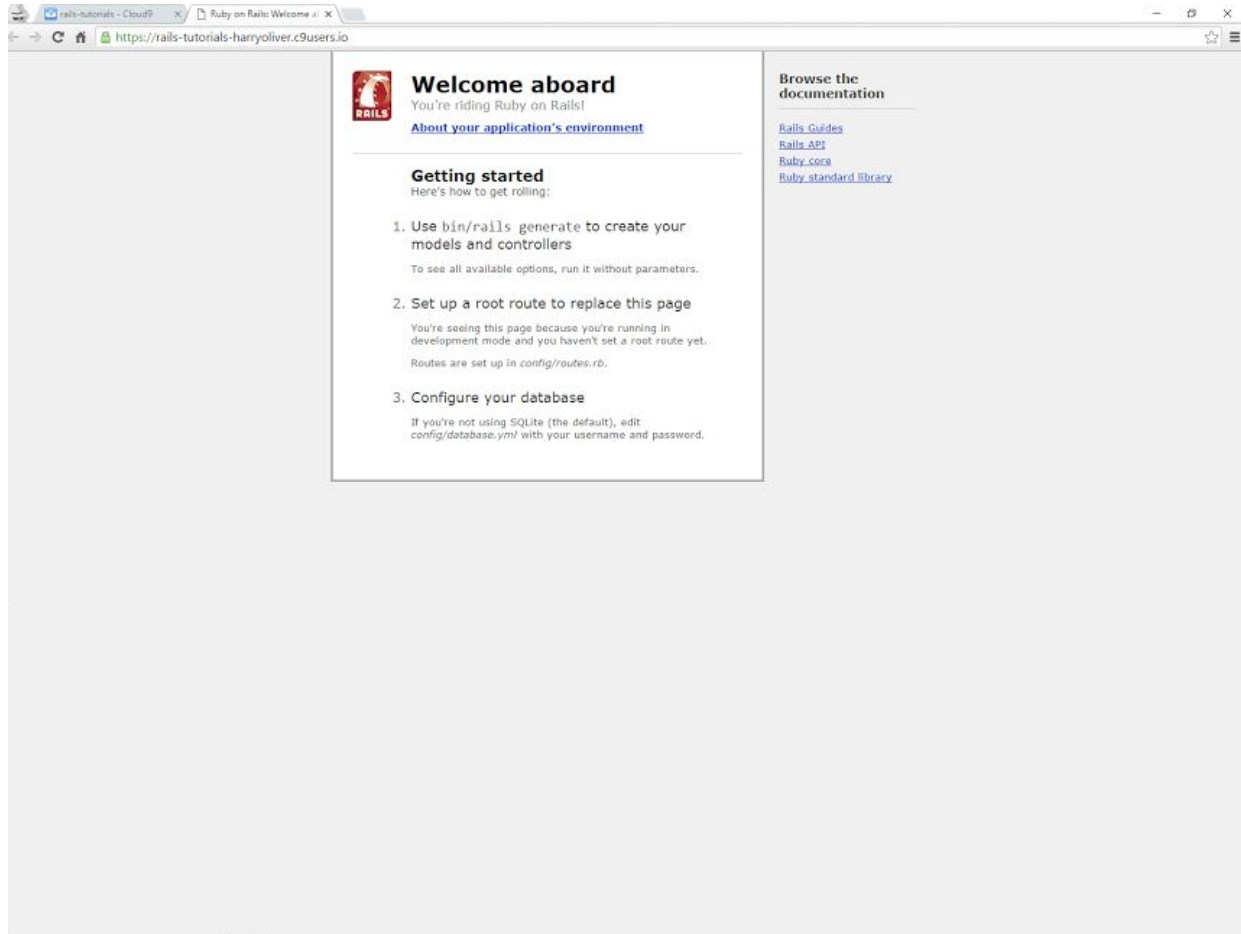 rails-tutorials - Cloud9
Ruby on Rails: Welcome a
https://rails-tutorials-harryoliver.c9users.io
RAILS
Welcome aboard
You're riding Ruby on Rails!
About your application's environment
Getting started
Here's how to get rolling:
1. Use bin/rails generate to create your
models and controllers
To see all available options, run it without parameters.
2. Set up a root route to replace this page
You're seeing this page because you're running in
development mode and you haven't set a root route yet.
Routes are set up in config/routes.rb.
3. Configure your database
If you're not using SQLite (the default), edit
config/database.yml with your username and password.
Browse the
documentation
Rails Guides
Rails API
Ruby core
Ruby standard library